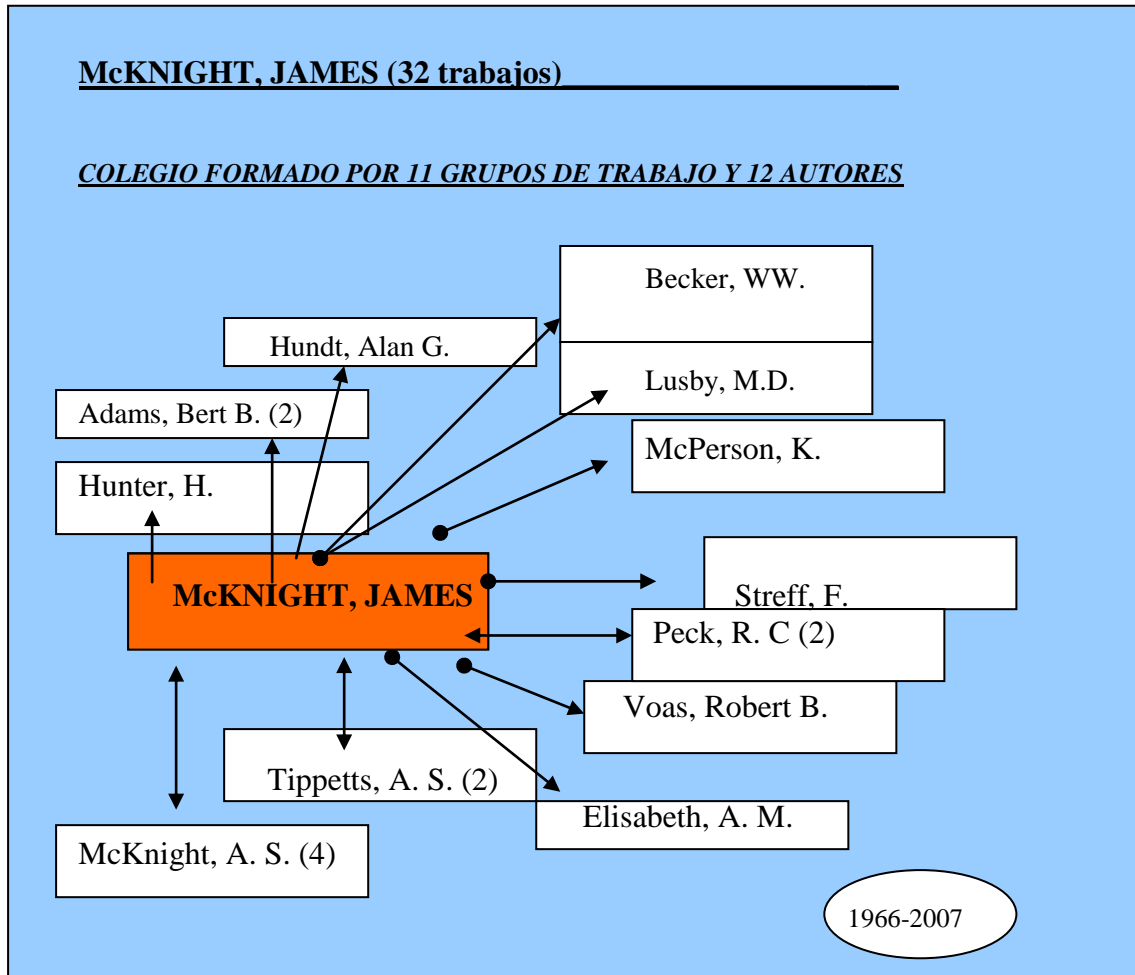 McKNIGHT, JAMES (32 trabajos)
COLEGIO FORMADO POR 11 GRUPOS DE TRABAJO Y 12 AUTORES
Becker, WW.
Hundt, Alan G.
Lusby, M.D.
Adams, Bert B. (2)
McPerson, K.
Hunter, H.
McKNIGHT, JAMES
Streff, F.
Peck, R. C (2)
Voas, Robert B.
Tippetts, A. S. (2)
Elisabeth, A. M.
McKnight, A. S. (4)
1966-2007